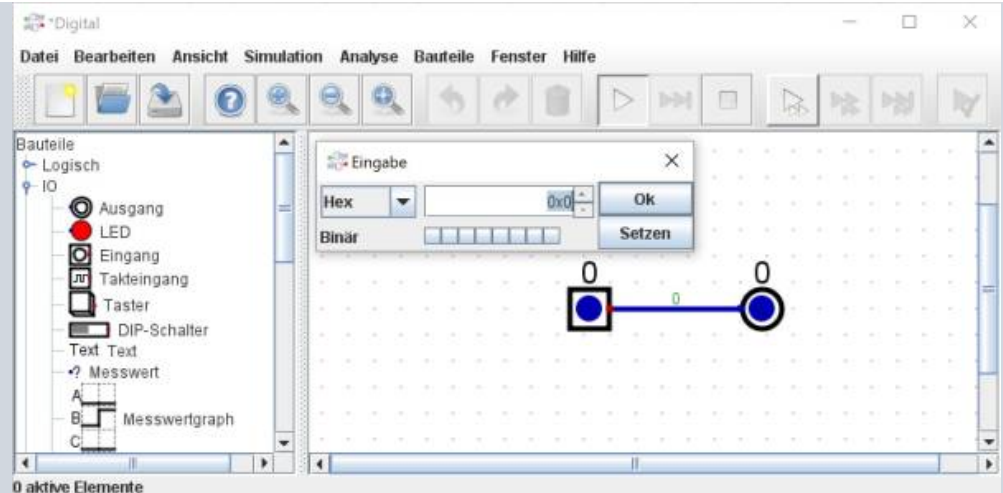 *Digital
Datei Bearbeiten Ansicht Simulation Analyse Bauteile Fenster Hilfe
Bauteile
Logisch
IO
Ausgang
LED
Eingang
Takteingang
Taster
DIP-Schalter
Text Text
? Messwert
A
B Messwertgraph
C
Eingabe
Hex 0x0 Ok
Binär Setzen
0 0
0
0 aktive Elemente